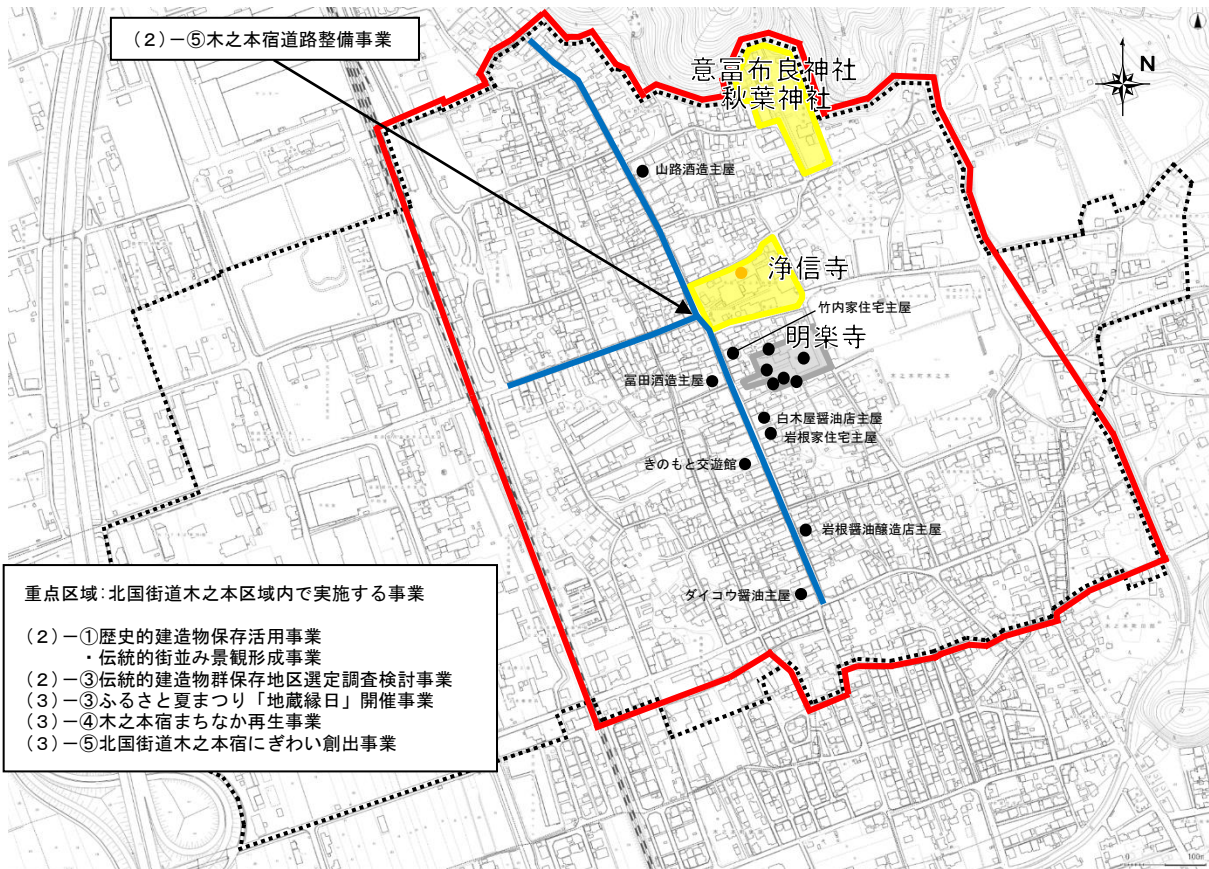 (2)-⑤木之本宿道路整備事業
N
意冨布良神社
秋葉神社
山路酒造主屋
浄信寺
竹内家住宅主屋
明楽寺
冨田酒造主屋
木之本町木之本
白木屋醤油店主屋
岩根家住宅主屋
きのもと交遊館
岩根醤油醸造店主屋
ダイコウ醤油主屋
重点区域:北国街道木之本区域内で実施する事業
(2)-①歴史的建造物保存活用事業
・伝統的街並み景観形成事業
(2)-③伝統的建造物群保存地区選定調査検討事業
(3)-③ふるさと夏まつり「地蔵縁日」開催事業
(3)-④木之本宿まちなか再生事業
(3)-⑤北国街道木之本宿にぎわい創出事業
0 100m